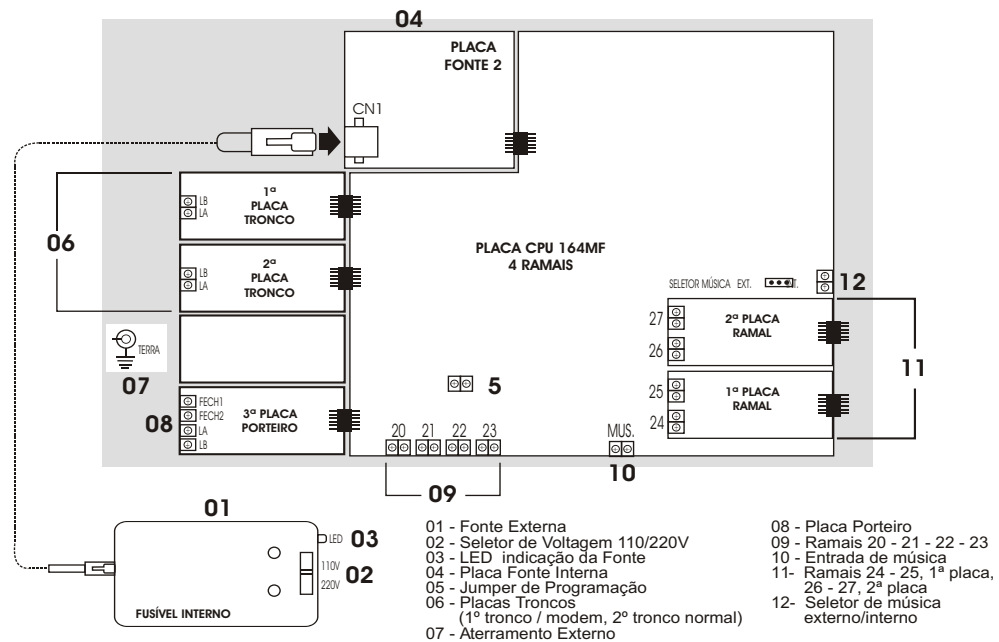 04
PLACA
FONTE 2
CN1
1ª
PLACA
TRONCO
LB
LA
06
2ª
PLACA
TRONCO
LB
LA
PLACA CPU 164MF
4 RAMAIS
SELETOR MÚSICA EXT.
12
27
26
2ª PLACA
RAMAL
11
25
24
1ª PLACA
RAMAL
TERRA
07
5
08
FECH1
FECH2
LA
LB
3ª PLACA
PORTEIRO
20 21 22 23
MUS.
09
10
01
LED 03
110V
220V
02
FUSÍVEL INTERNO
01 - Fonte Externa
02 - Seletor de Voltagem 110/220V
03 - LED indicação da Fonte
04 - Placa Fonte Interna
05 - Jumper de Programação
06 - Placas Troncos
(1º tronco / modem, 2º tronco normal)
07 - Aterramento Externo
08 - Placa Porteiro
09 - Ramais 20 - 21 - 22 - 23
10 - Entrada de música
11- Ramais 24 - 25, 1ª placa,
26 - 27, 2ª placa
12- Seletor de música
externo/interno